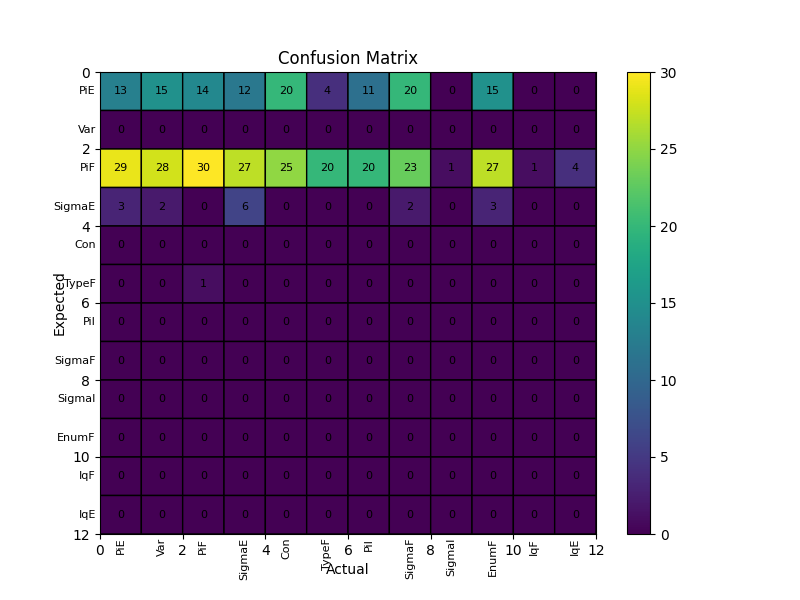 Confusion Matrix
0
PiE 13 15 14 12 20 4 11 20 0 15 0 0
Var 0 0 0 0 0 0 0 0 0 0 0 0
2
PiF 29 28 30 27 25 20 20 23 1 27 1 4
SigmaE 3 2 0 6 0 0 0 2 0 3 0 0
4
Con 0 0 0 0 0 0 0 0 0 0 0 0
TypeF 0 0 1 0 0 0 0 0 0 0 0 0
6
PiI 0 0 0 0 0 0 0 0 0 0 0 0
SigmaF 0 0 0 0 0 0 0 0 0 0 0 0
8
SigmaI 0 0 0 0 0 0 0 0 0 0 0 0
EnumF 0 0 0 0 0 0 0 0 0 0 0 0
10
IqF 0 0 0 0 0 0 0 0 0 0 0 0
IqE 0 0 0 0 0 0 0 0 0 0 0 0
12
Expected
0 2 4 6 8 10 12
PiE Var PiF SigmaE Con TypeF PiI SigmaF SigmaI EnumF IqF IqE
Actual
30
25
20
15
10
5
0